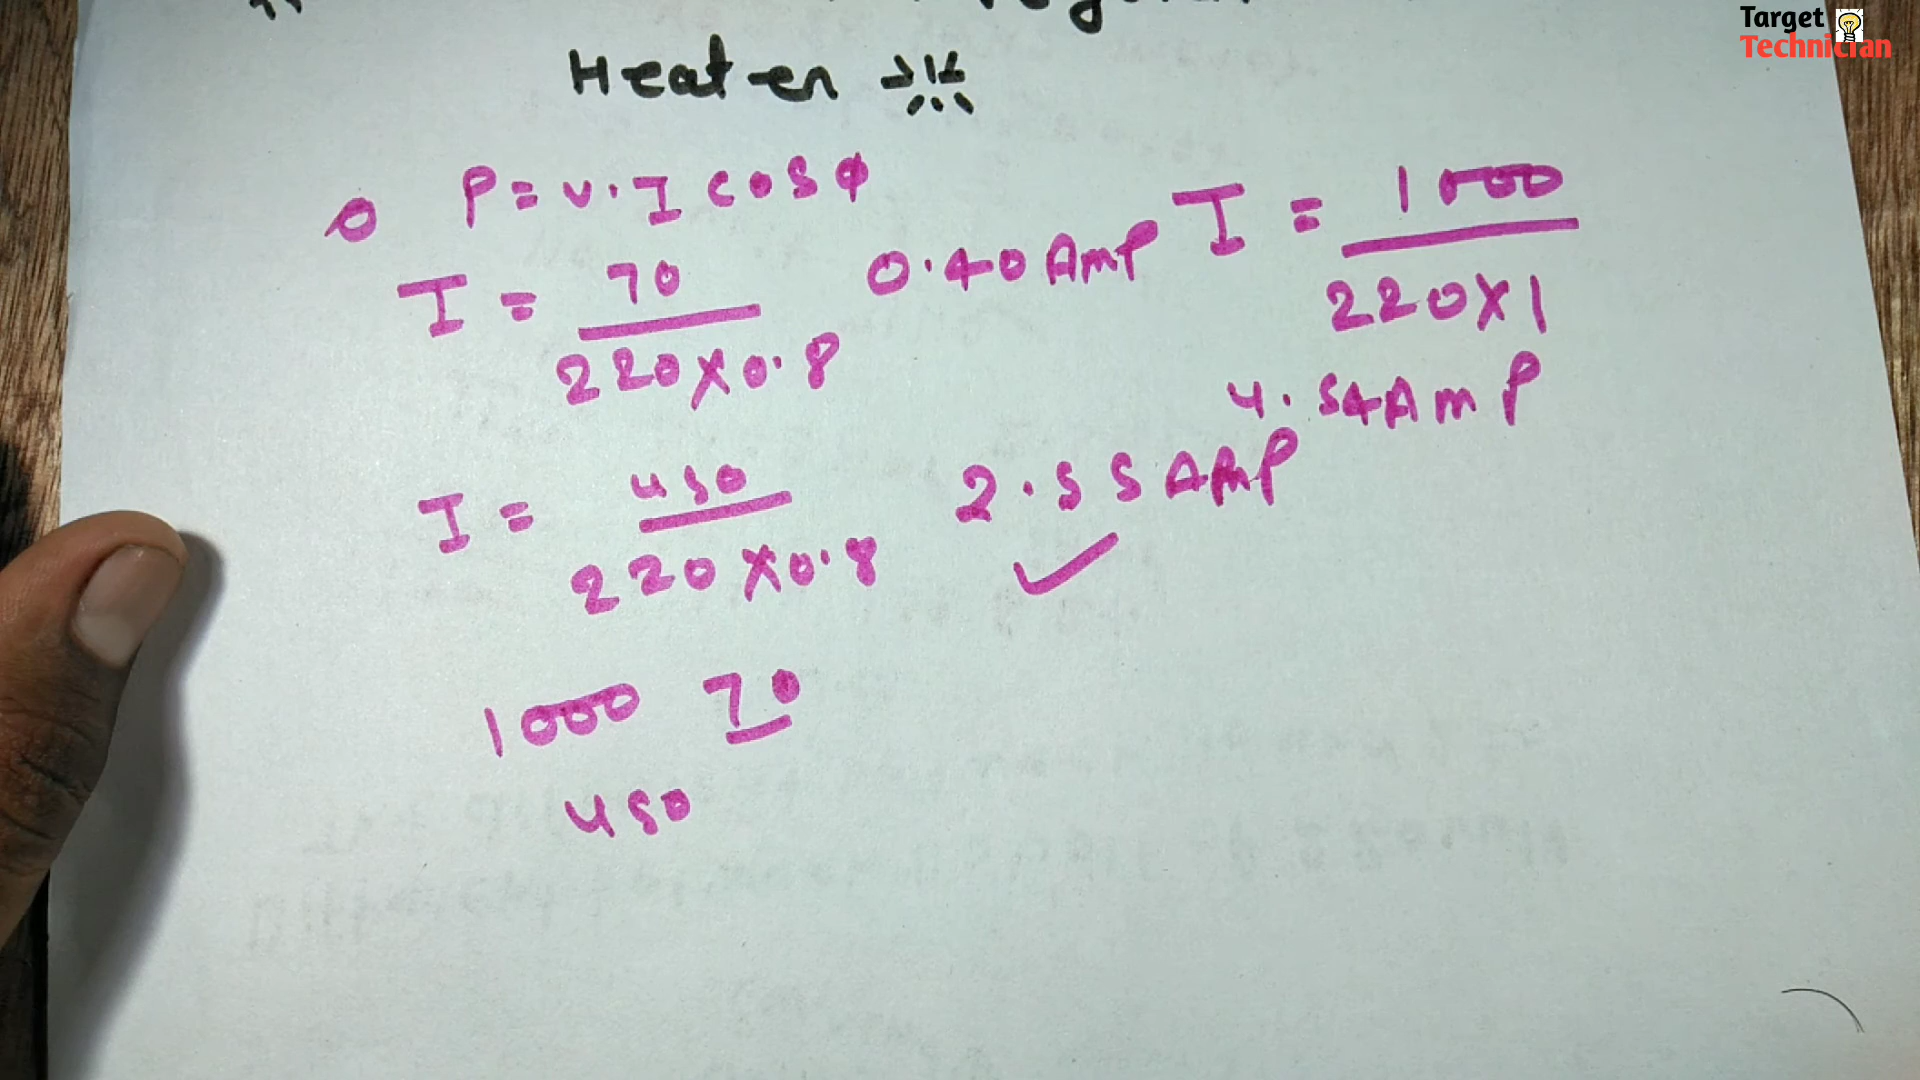 Target
Technician
Heater
P = V.I cosφ
I = 70 / 220×0.8
0.40 Amp
I = 1000 / 220×1
4.54 Amp
I = 450 / 220×0.8
2.55 Amp
1000 70
450